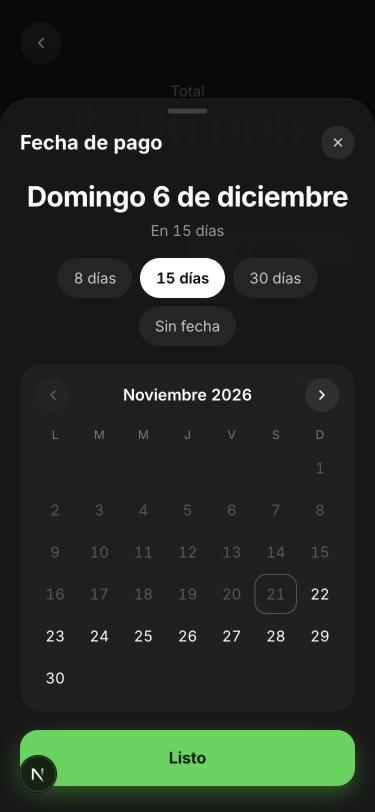 Total
Fecha de pago
Domingo 6 de diciembre
En 15 días
8 días 15 días 30 días
Sin fecha
Noviembre 2026
L M M J V S D
1
2 3 4 5 6 7 8
9 10 11 12 13 14 15
16 17 18 19 20 21 22
23 24 25 26 27 28 29
30
Listo
N